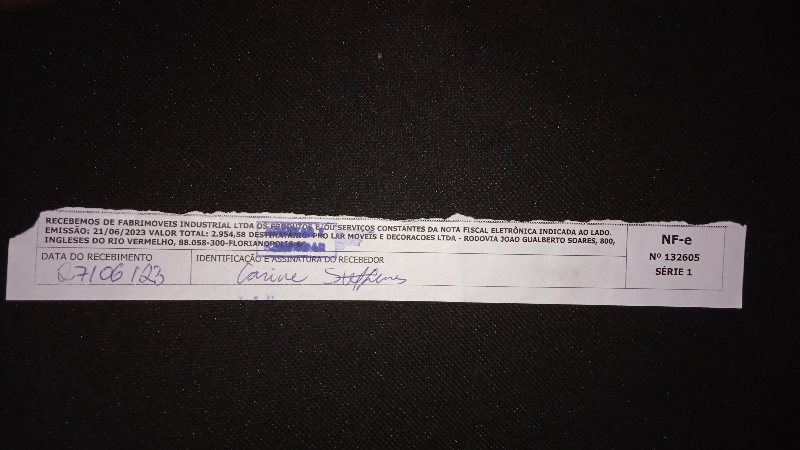 RECEBEMOS DE FABRIMOVEIS INDUSTRIAL LTDA OS PRODUTOS E/OU SERVIÇOS CONSTANTES DA NOTA FISCAL ELETRÔNICA INDICADA AO LADO.
EMISSÃO: 21/06/2023 VALOR TOTAL: 2.954,58 DESTINATÁRIO: PRO LAR MOVEIS E DECORACOES LTDA - RODOVIA JOAO GUALBERTO SOARES, 800,
INGLESES DO RIO VERMELHO, 88.058-300-FLORIANOPOLIS-SC
NF-e
Nº 132605
SÉRIE 1
DATA DO RECEBIMENTO
27/06/23
IDENTIFICAÇÃO E ASSINATURA DO RECEBEDOR
Carine